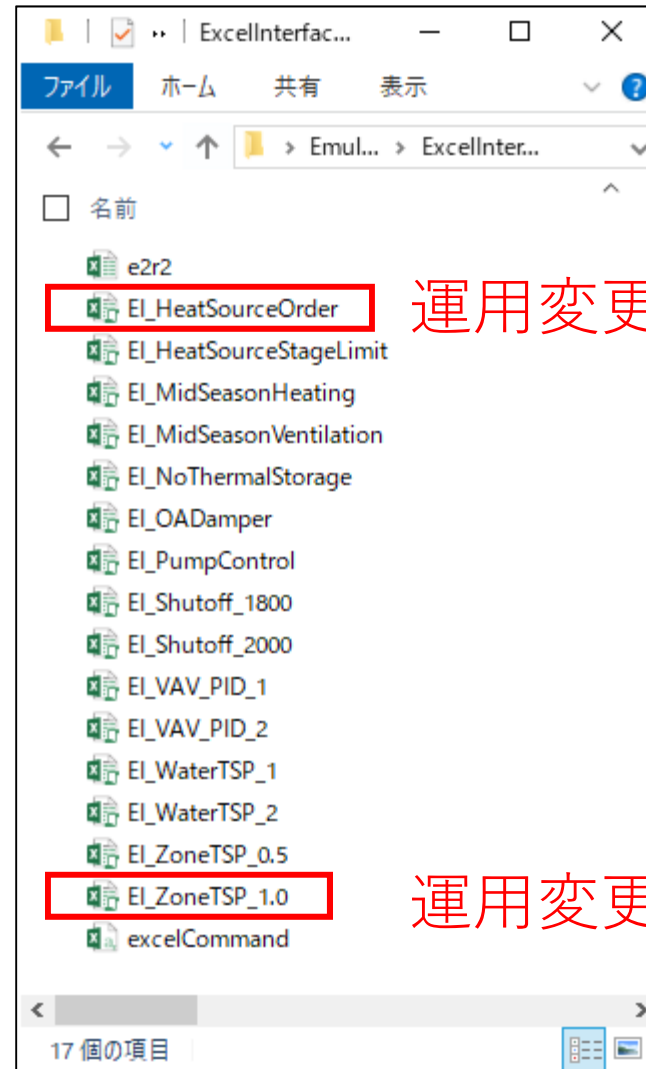 ExcelInterfac...
ファイル ホーム 共有 表示
Emul... > ExcelInter...
名前
e2r2
EI_HeatSourceOrder 運用変更
EI_HeatSourceStageLimit
EI_MidSeasonHeating
EI_MidSeasonVentilation
EI_NoThermalStorage
EI_OADamper
EI_PumpControl
EI_Shutoff_1800
EI_Shutoff_2000
EI_VAV_PID_1
EI_VAV_PID_2
EI_WaterTSP_1
EI_WaterTSP_2
EI_ZoneTSP_0.5
EI_ZoneTSP_1.0 運用変更
excelCommand
17 個の項目